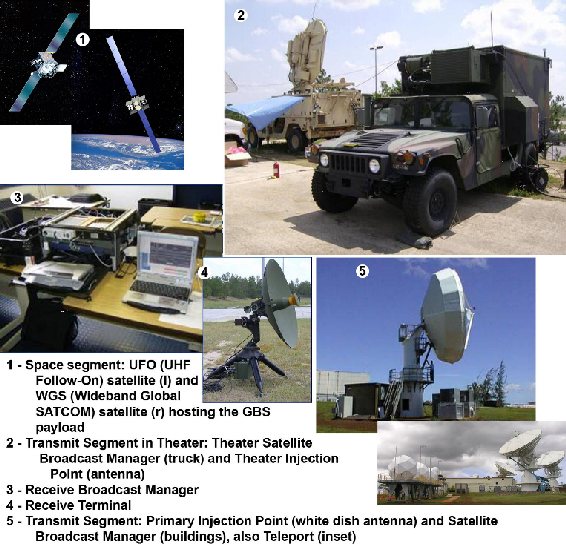 1
2
3
4
5
1 - Space segment: UFO (UHF
Follow-On) satellite (l) and
WGS (Wideband Global
SATCOM) satellite (r) hosting the GBS
payload
2 - Transmit Segment in Theater: Theater Satellite
Broadcast Manager (truck) and Theater Injection
Point (antenna)
3 - Receive Broadcast Manager
4 - Receive Terminal
5 - Transmit Segment: Primary Injection Point (white dish antenna) and Satellite
Broadcast Manager (buildings), also Teleport (inset)